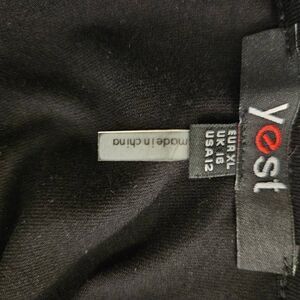 yest
EUR XL
UK 16
USA 12
made in china